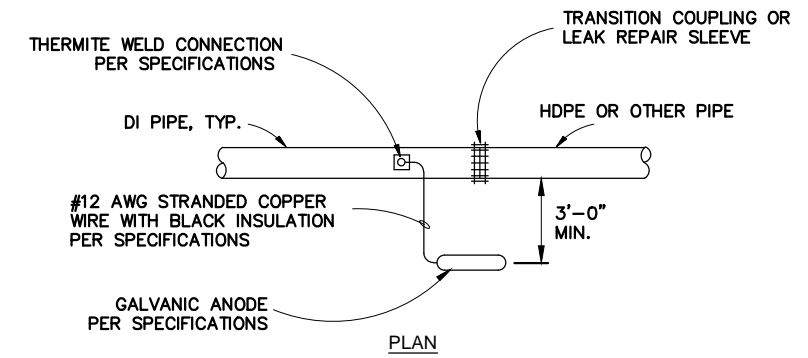 TRANSITION COUPLING OR
LEAK REPAIR SLEEVE
THERMITE WELD CONNECTION
PER SPECIFICATIONS
DI PIPE, TYP.
HDPE OR OTHER PIPE
#12 AWG STRANDED COPPER
WIRE WITH BLACK INSULATION
PER SPECIFICATIONS
3'-0"
MIN.
GALVANIC ANODE
PER SPECIFICATIONS
PLAN